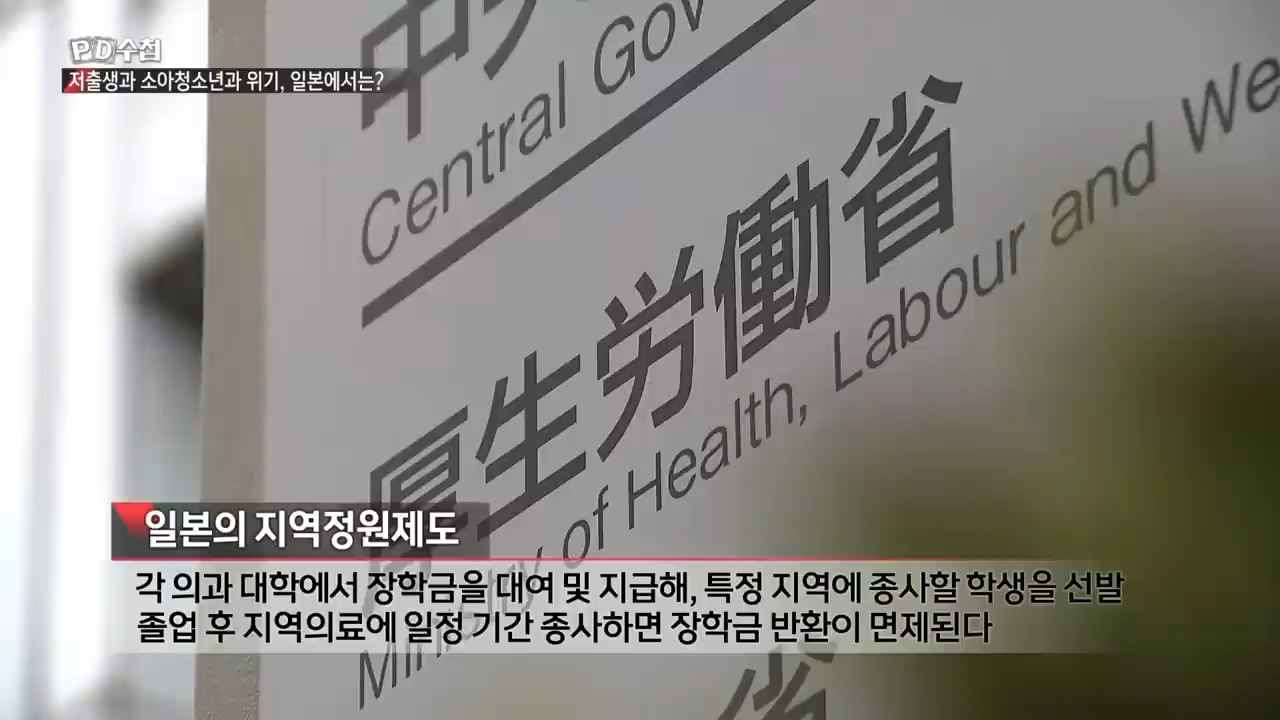 PD수첩
저출생과 소아청소년과 위기, 일본에서는?
中央
Central Gov
厚生労働省
Ministry of Health, Labour and We
省
일본의 지역정원제도
각 의과 대학에서 장학금을 대여 및 지급해, 특정 지역에 종사할 학생을 선발
졸업 후 지역의료에 일정 기간 종사하면 장학금 반환이 면제된다